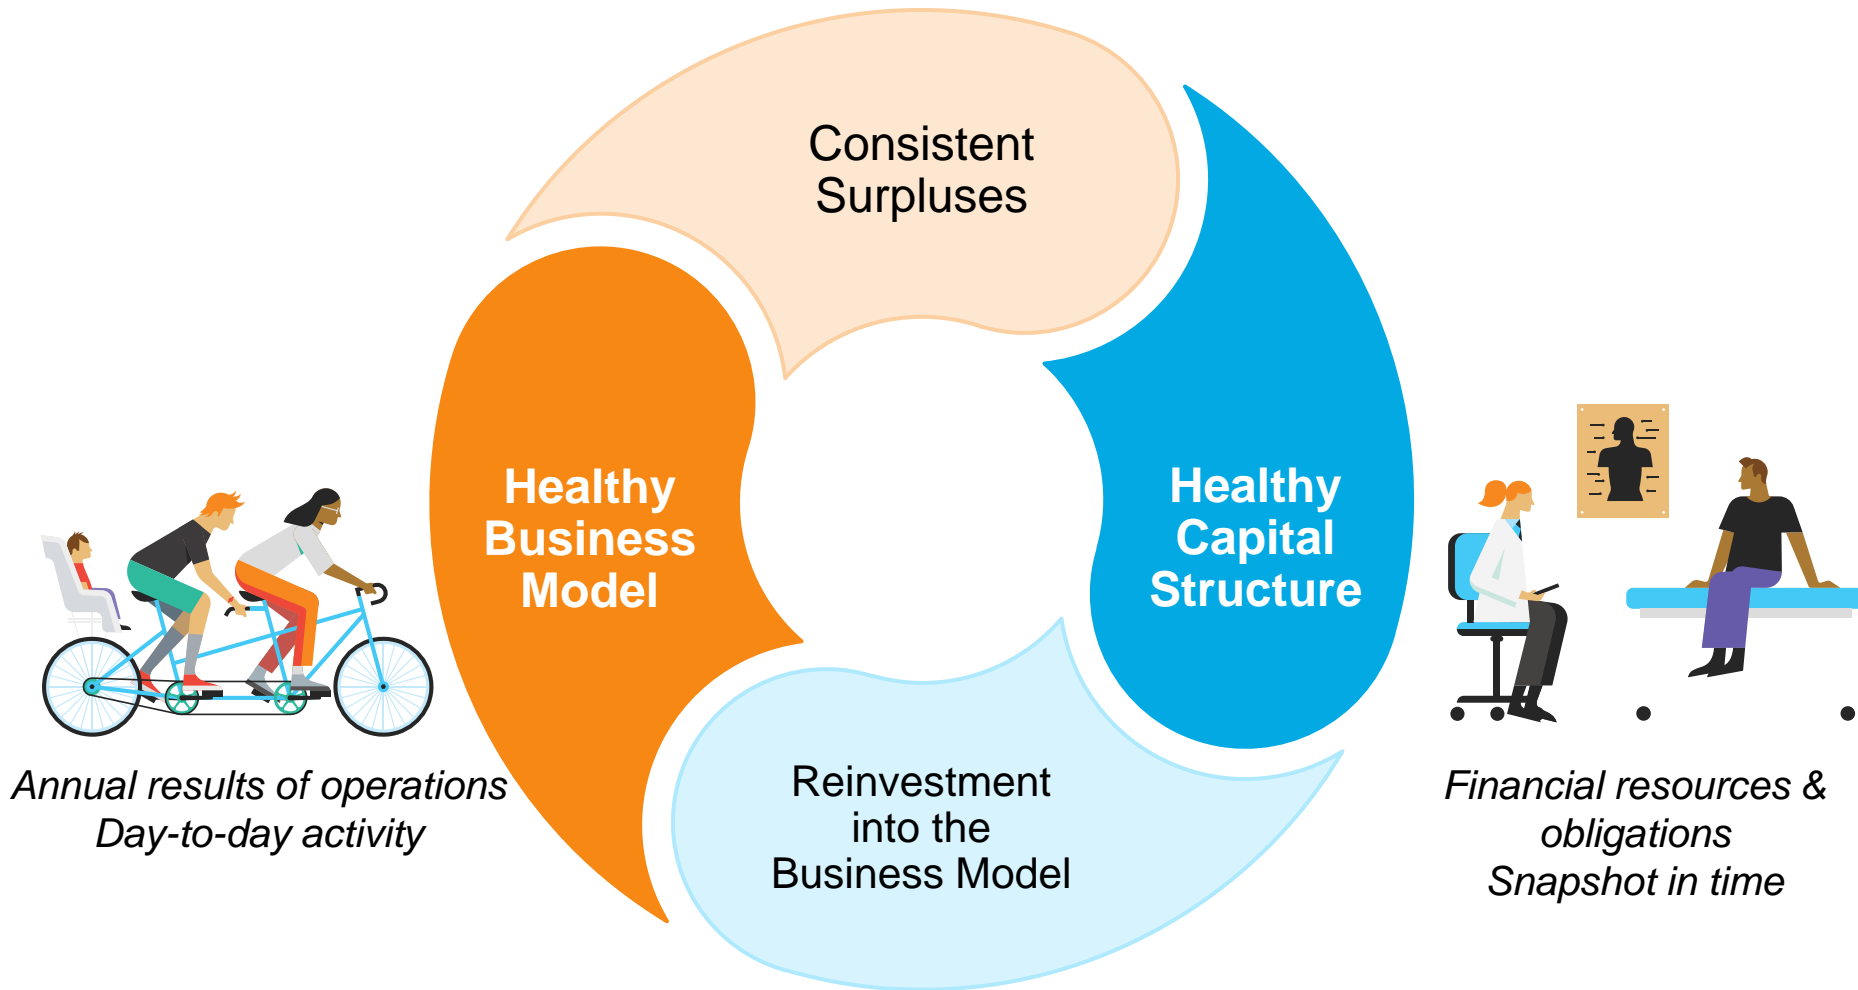 Consistent
Surpluses
Healthy
Business
Model
Healthy
Capital
Structure
Reinvestment
into the
Business Model
Annual results of operations
Day-to-day activity
Financial resources &
obligations
Snapshot in time